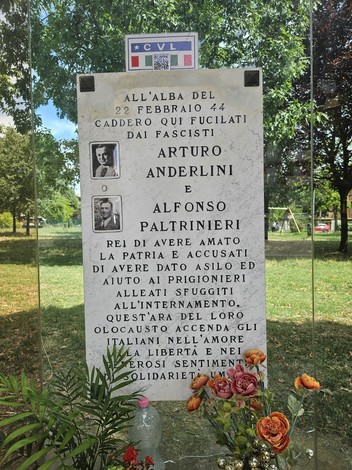 CVL
ALL'ALBA DEL
22 FEBBRAIO 44
CADDERO QUI FUCILATI
DAI FASCISTI
ARTURO
ANDERLINI
E
ALFONSO
PALTRINIERI
REI DI AVERE AMATO
LA PATRIA E ACCUSATI
DI AVERE DATO ASILO ED
AIUTO AI PRIGIONIERI
ALLEATI SFUGGITI
ALL'INTERNAMENTO,
QUEST'ARA DEL LORO
OLOCAUSTO ACCENDA GLI
ITALIANI NELL'AMORE
LA LIBERTÀ E NEI
SENTIMENTI
SOLIDARIETÀ